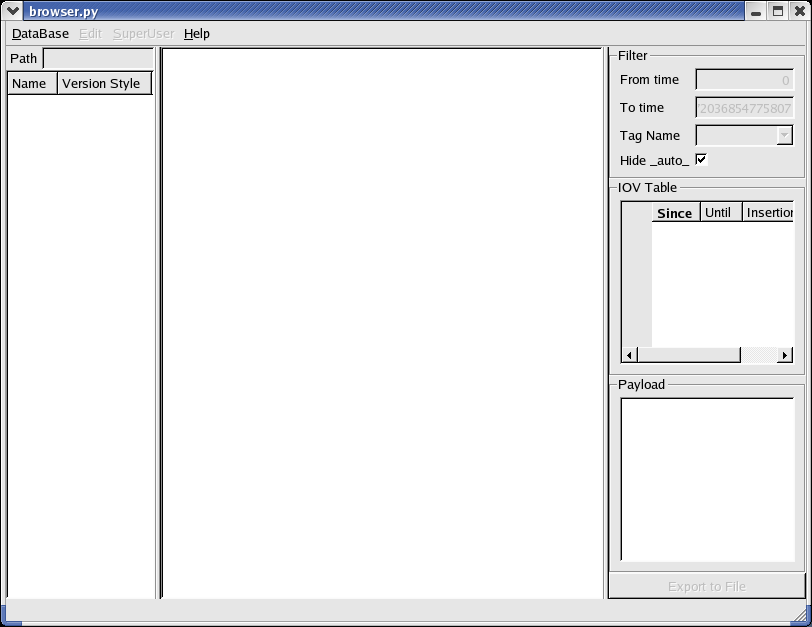 browser.py
DataBase Edit SuperUser Help
Path
Name Version Style
Filter
From time 0
To time 2036854775807
Tag Name
Hide _auto_
IOV Table
Since Until Insertion
Payload
Export to File